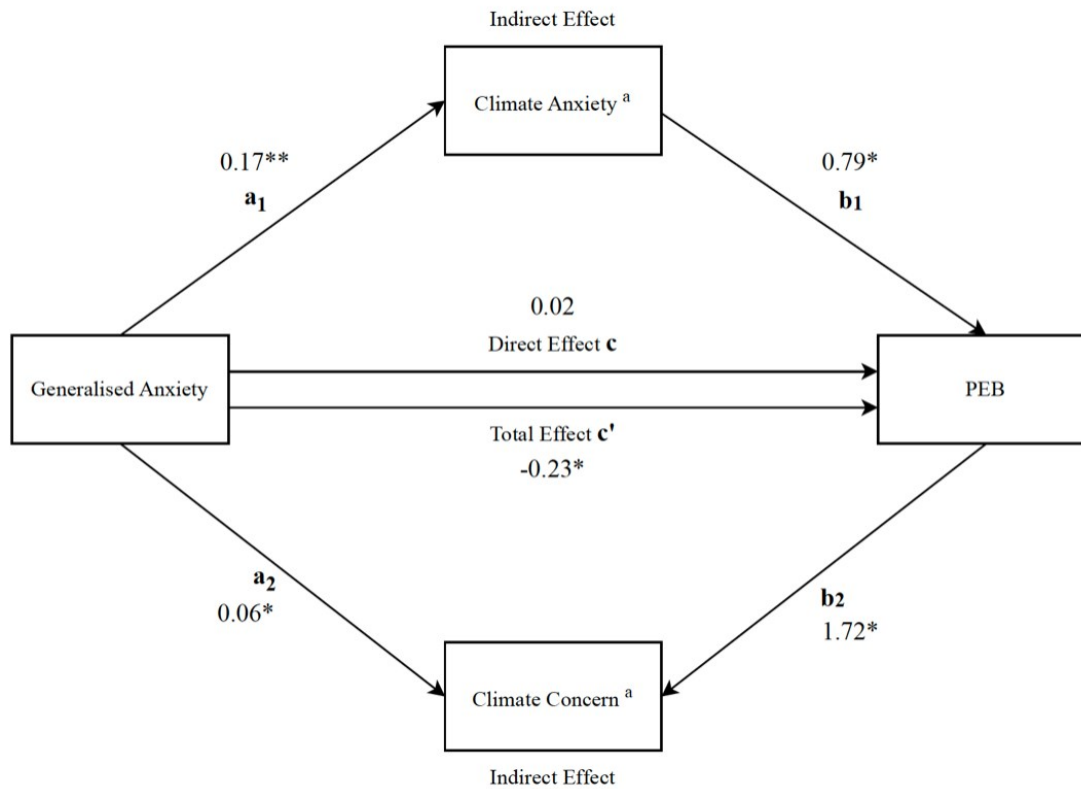 Indirect Effect
Climate Anxiety a
0.17**
a1
0.79*
b1
0.02
Direct Effect c
Generalised Anxiety
PEB
Total Effect c'
-0.23*
a2
0.06*
b2
1.72*
Climate Concern a
Indirect Effect